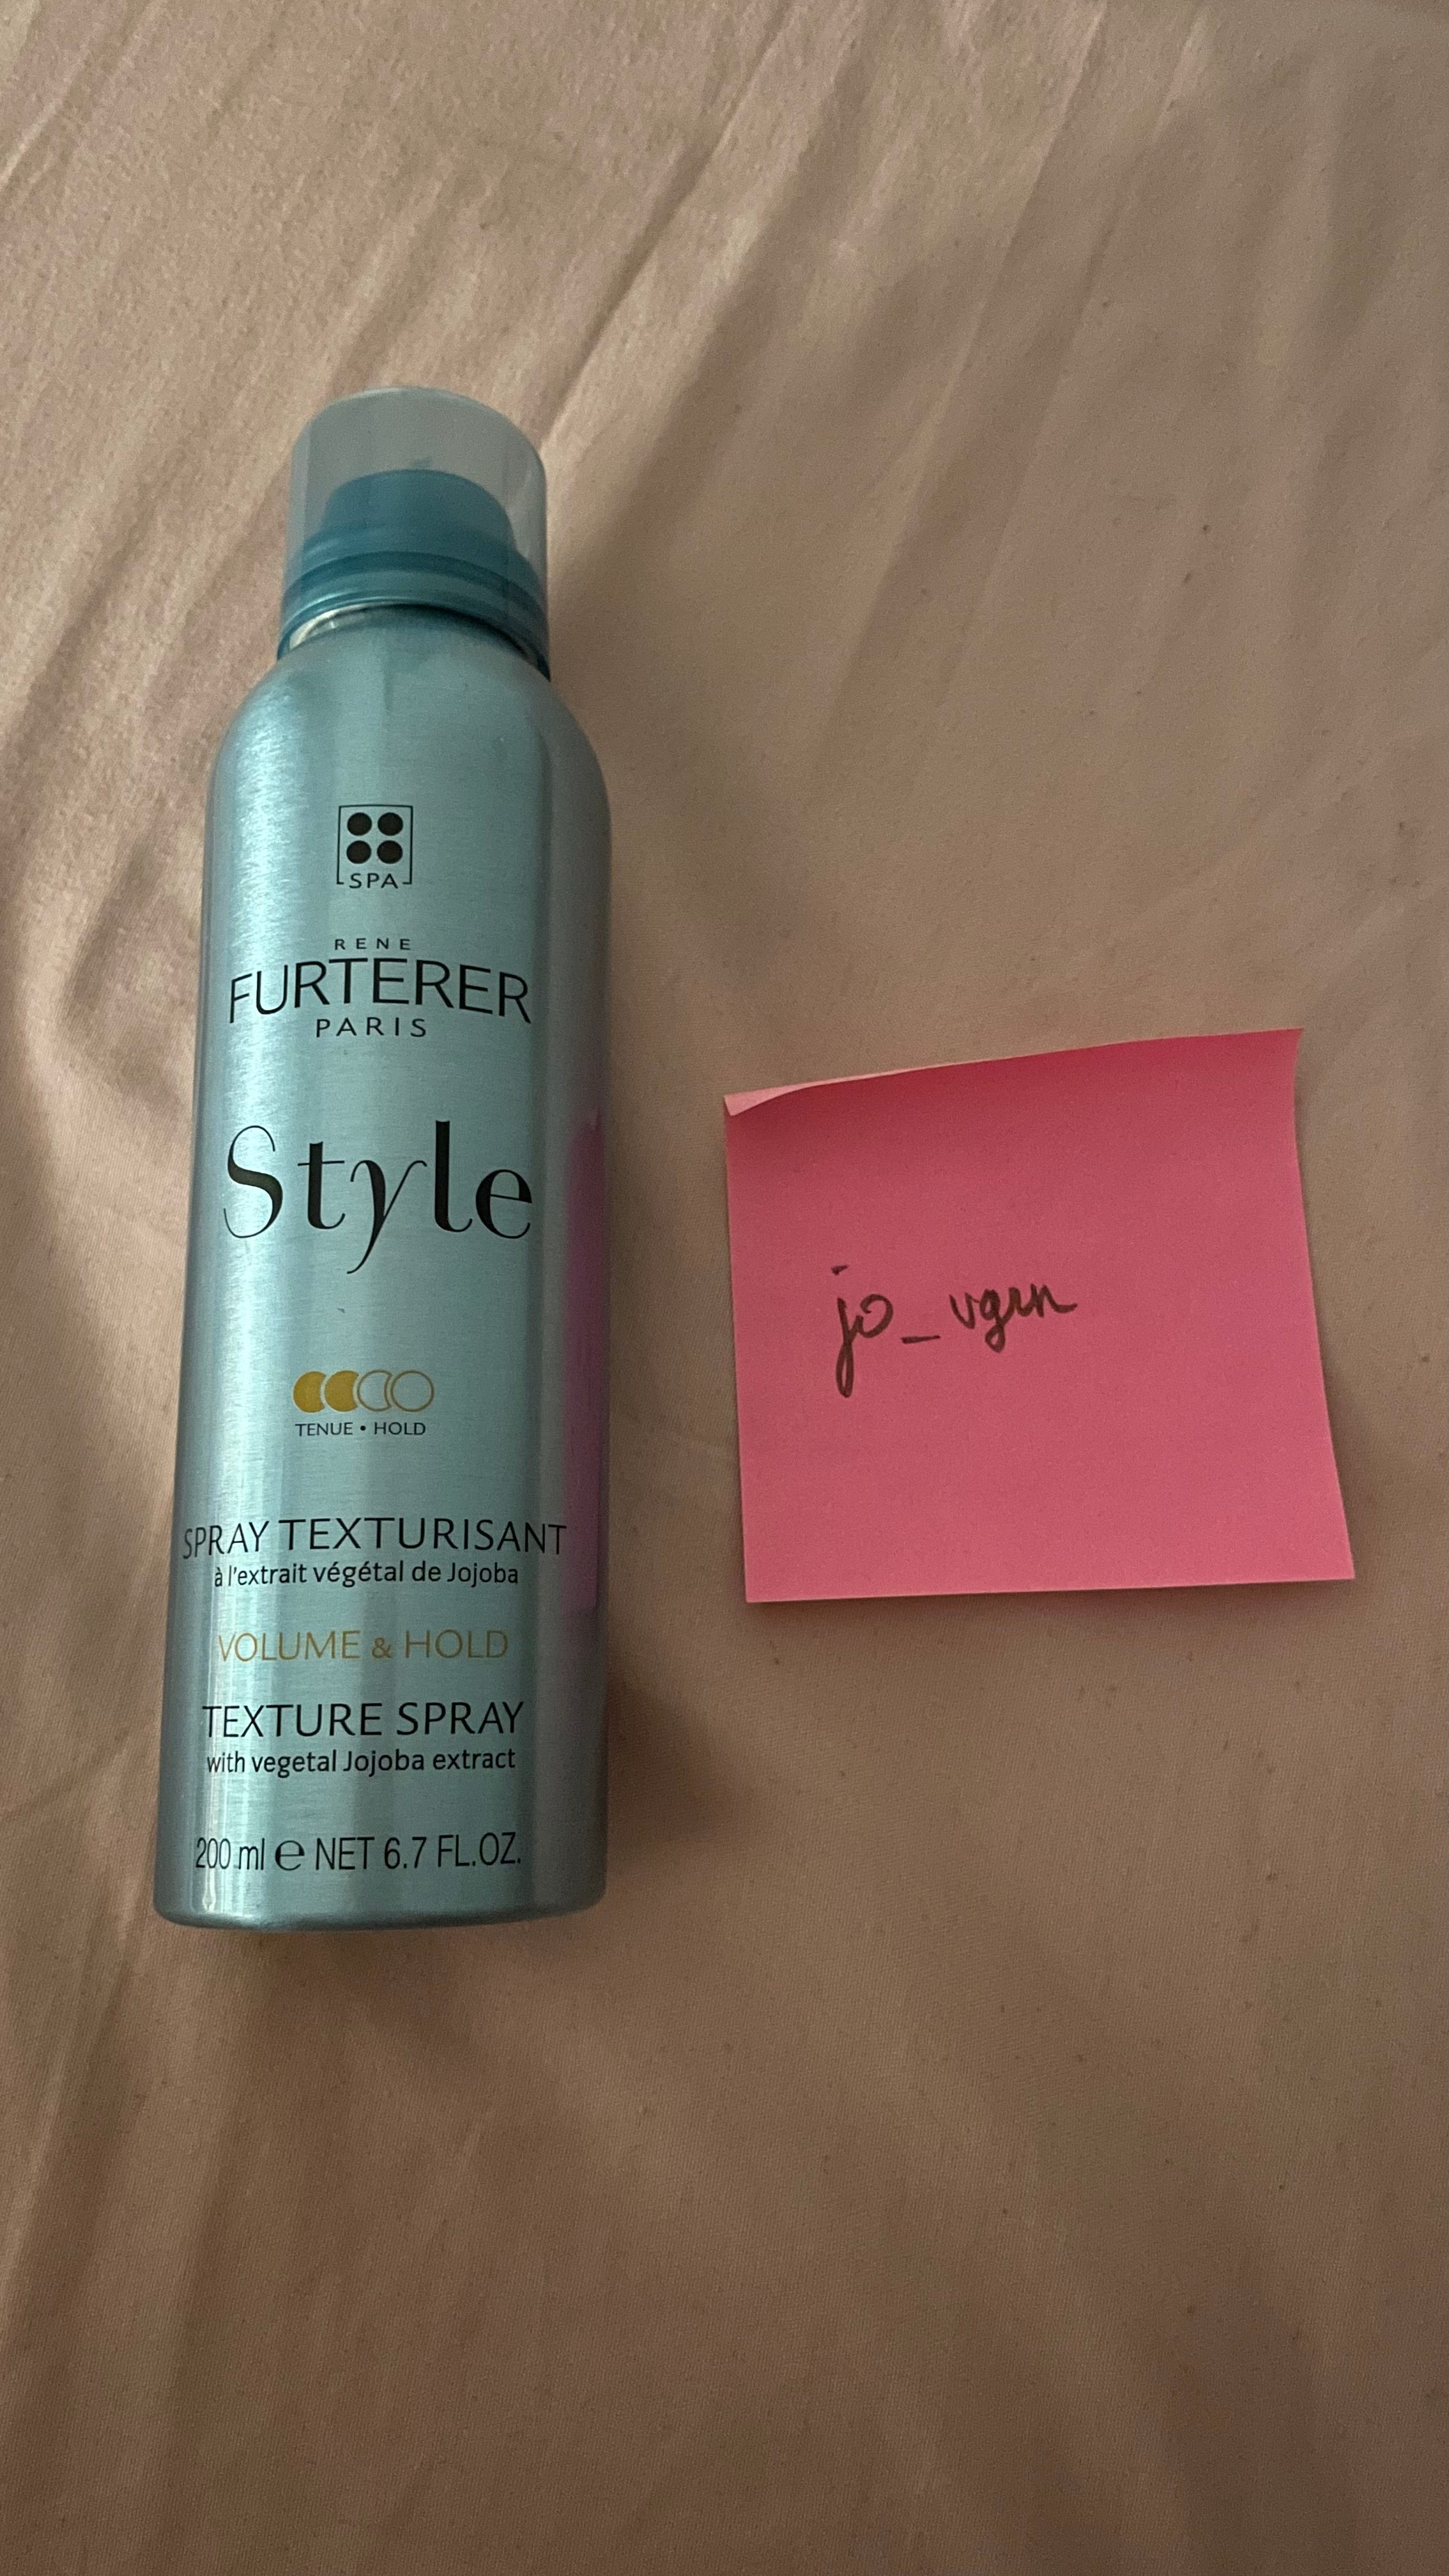 SPA
RENE
FURTERER
PARIS
Style
TENUE • HOLD
SPRAY TEXTURISANT
à l'extrait végétal de Jojoba
VOLUME & HOLD
TEXTURE SPRAY
with vegetal Jojoba extract
200 ml e NET 6.7 FL.OZ.
jo_vgrn